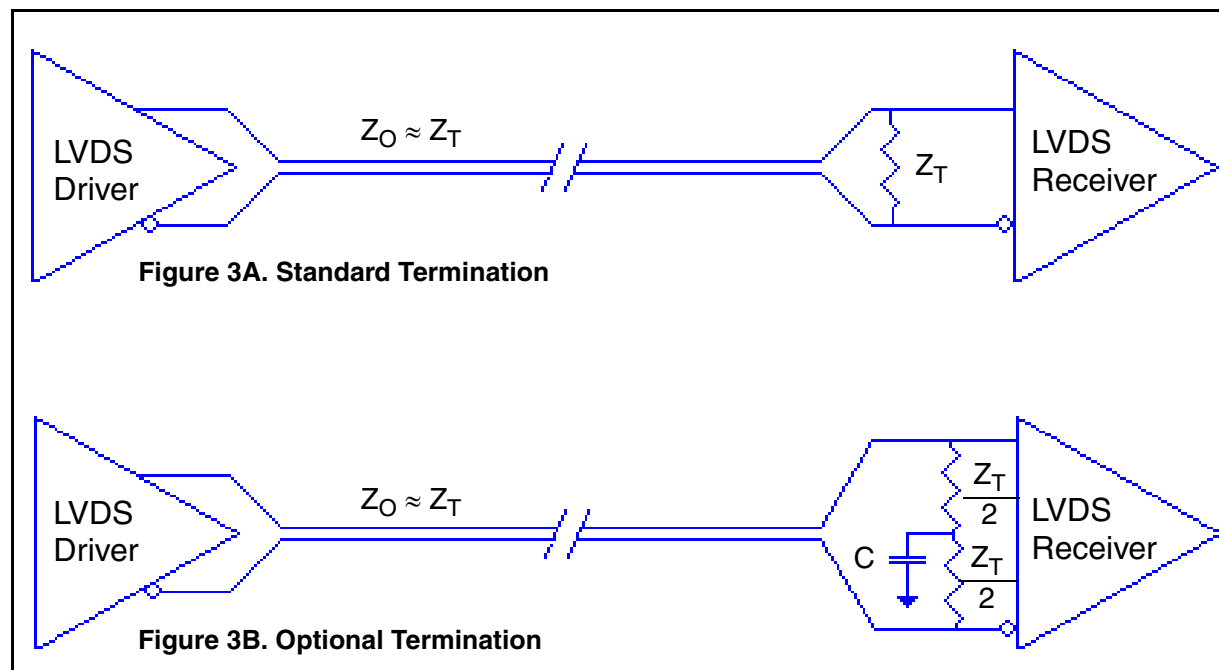 LVDS
Driver
Z_O ≈ Z_T
Z_T
LVDS
Receiver
Figure 3A. Standard Termination
LVDS
Driver
Z_O ≈ Z_T
C
Z_T
2
Z_T
2
LVDS
Receiver
Figure 3B. Optional Termination